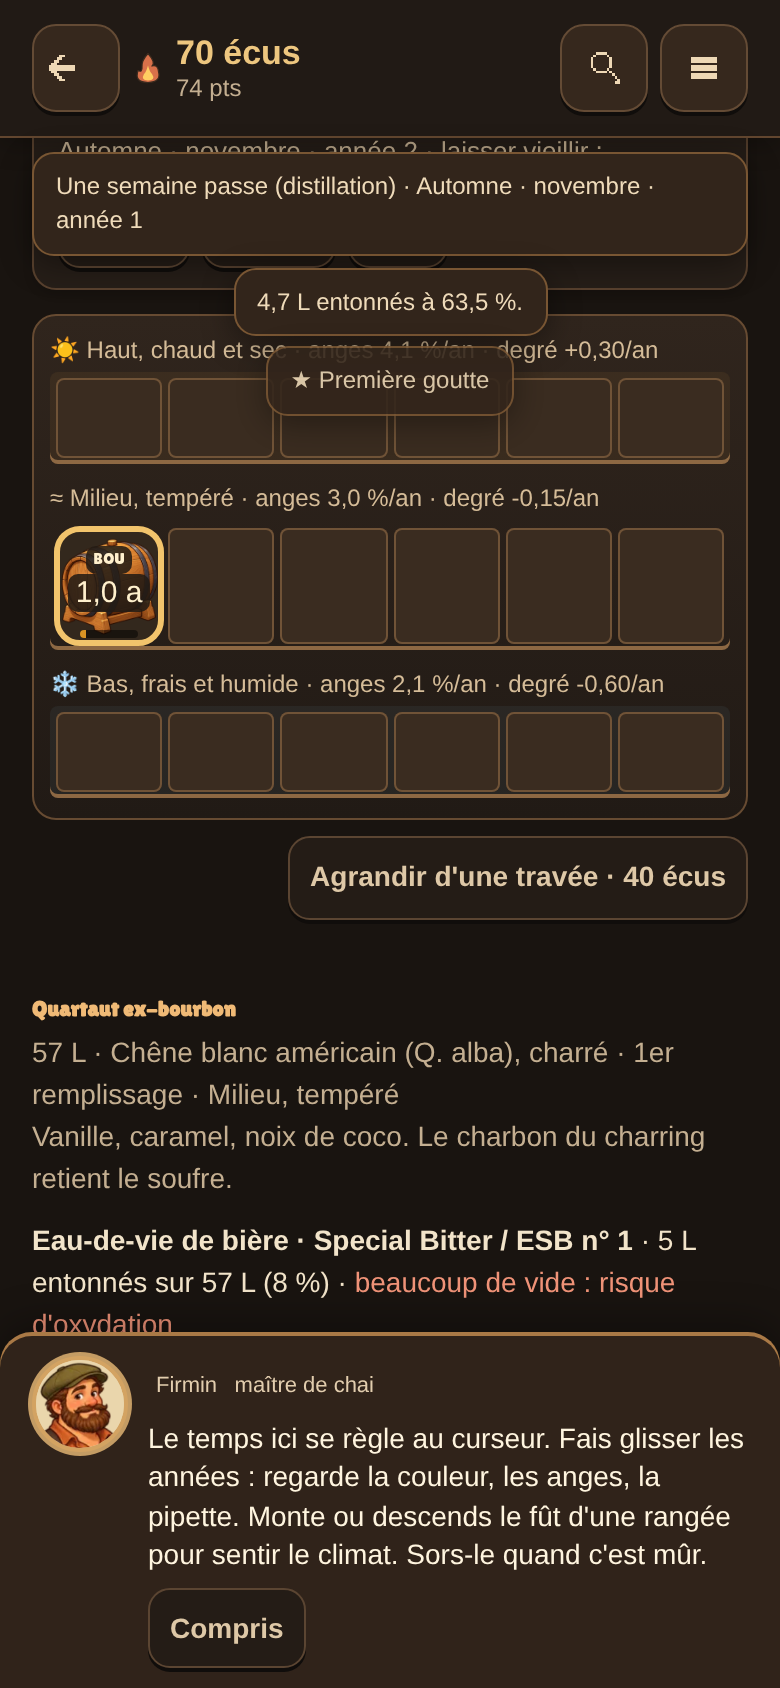 70 écus
74 pts
Automne · novembre · année 2 · laisser vieillir :
Une semaine passe (distillation) · Automne · novembre ·
année 1
4,7 L entonnés à 63,5 %.
☀️ Haut, chaud et sec · anges 4,1 %/an · degré +0,30/an
★ Première goutte
≈ Milieu, tempéré · anges 3,0 %/an · degré -0,15/an
BOU
1,0 a
❄️ Bas, frais et humide · anges 2,1 %/an · degré -0,60/an
Agrandir d'une travée · 40 écus
Quartaut ex-bourbon
57 L · Chêne blanc américain (Q. alba), charré · 1er
remplissage · Milieu, tempéré
Vanille, caramel, noix de coco. Le charbon du charring
retient le soufre.
Eau-de-vie de bière · Special Bitter / ESB n° 1 · 5 L
entonnés sur 57 L (8 %) · beaucoup de vide : risque
d'oxydation
Firmin maître de chai
Le temps ici se règle au curseur. Fais glisser les
années : regarde la couleur, les anges, la
pipette. Monte ou descends le fût d'une rangée
pour sentir le climat. Sors-le quand c'est mûr.
Compris